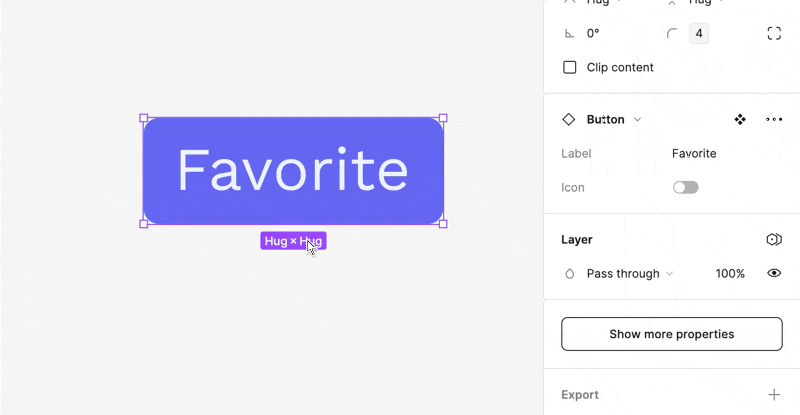 Favorite
Hug × Hug
Hug Hug
0° 4
Clip content
Button
Label Favorite
Icon
Layer
Pass through 100%
Show more properties
Export